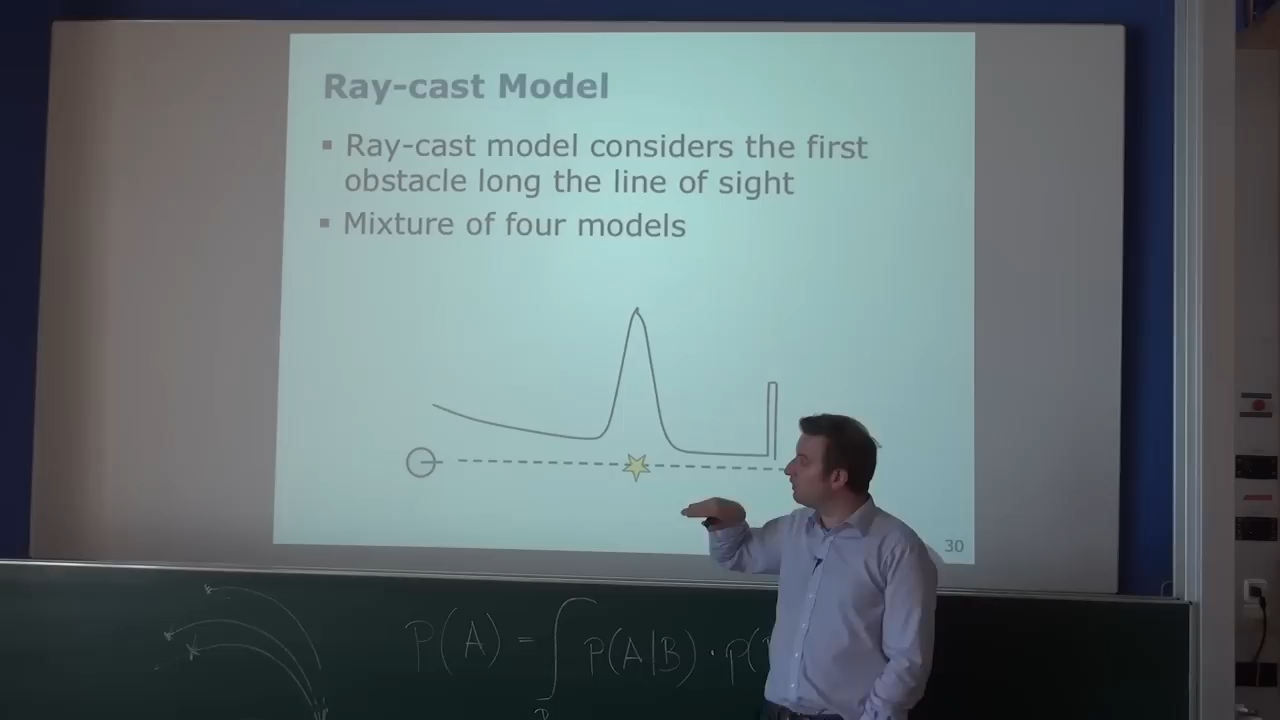 Ray-cast Model
▪ Ray-cast model considers the first
obstacle long the line of sight
▪ Mixture of four models
30
P(A) = ∫ P(A|B) · p(